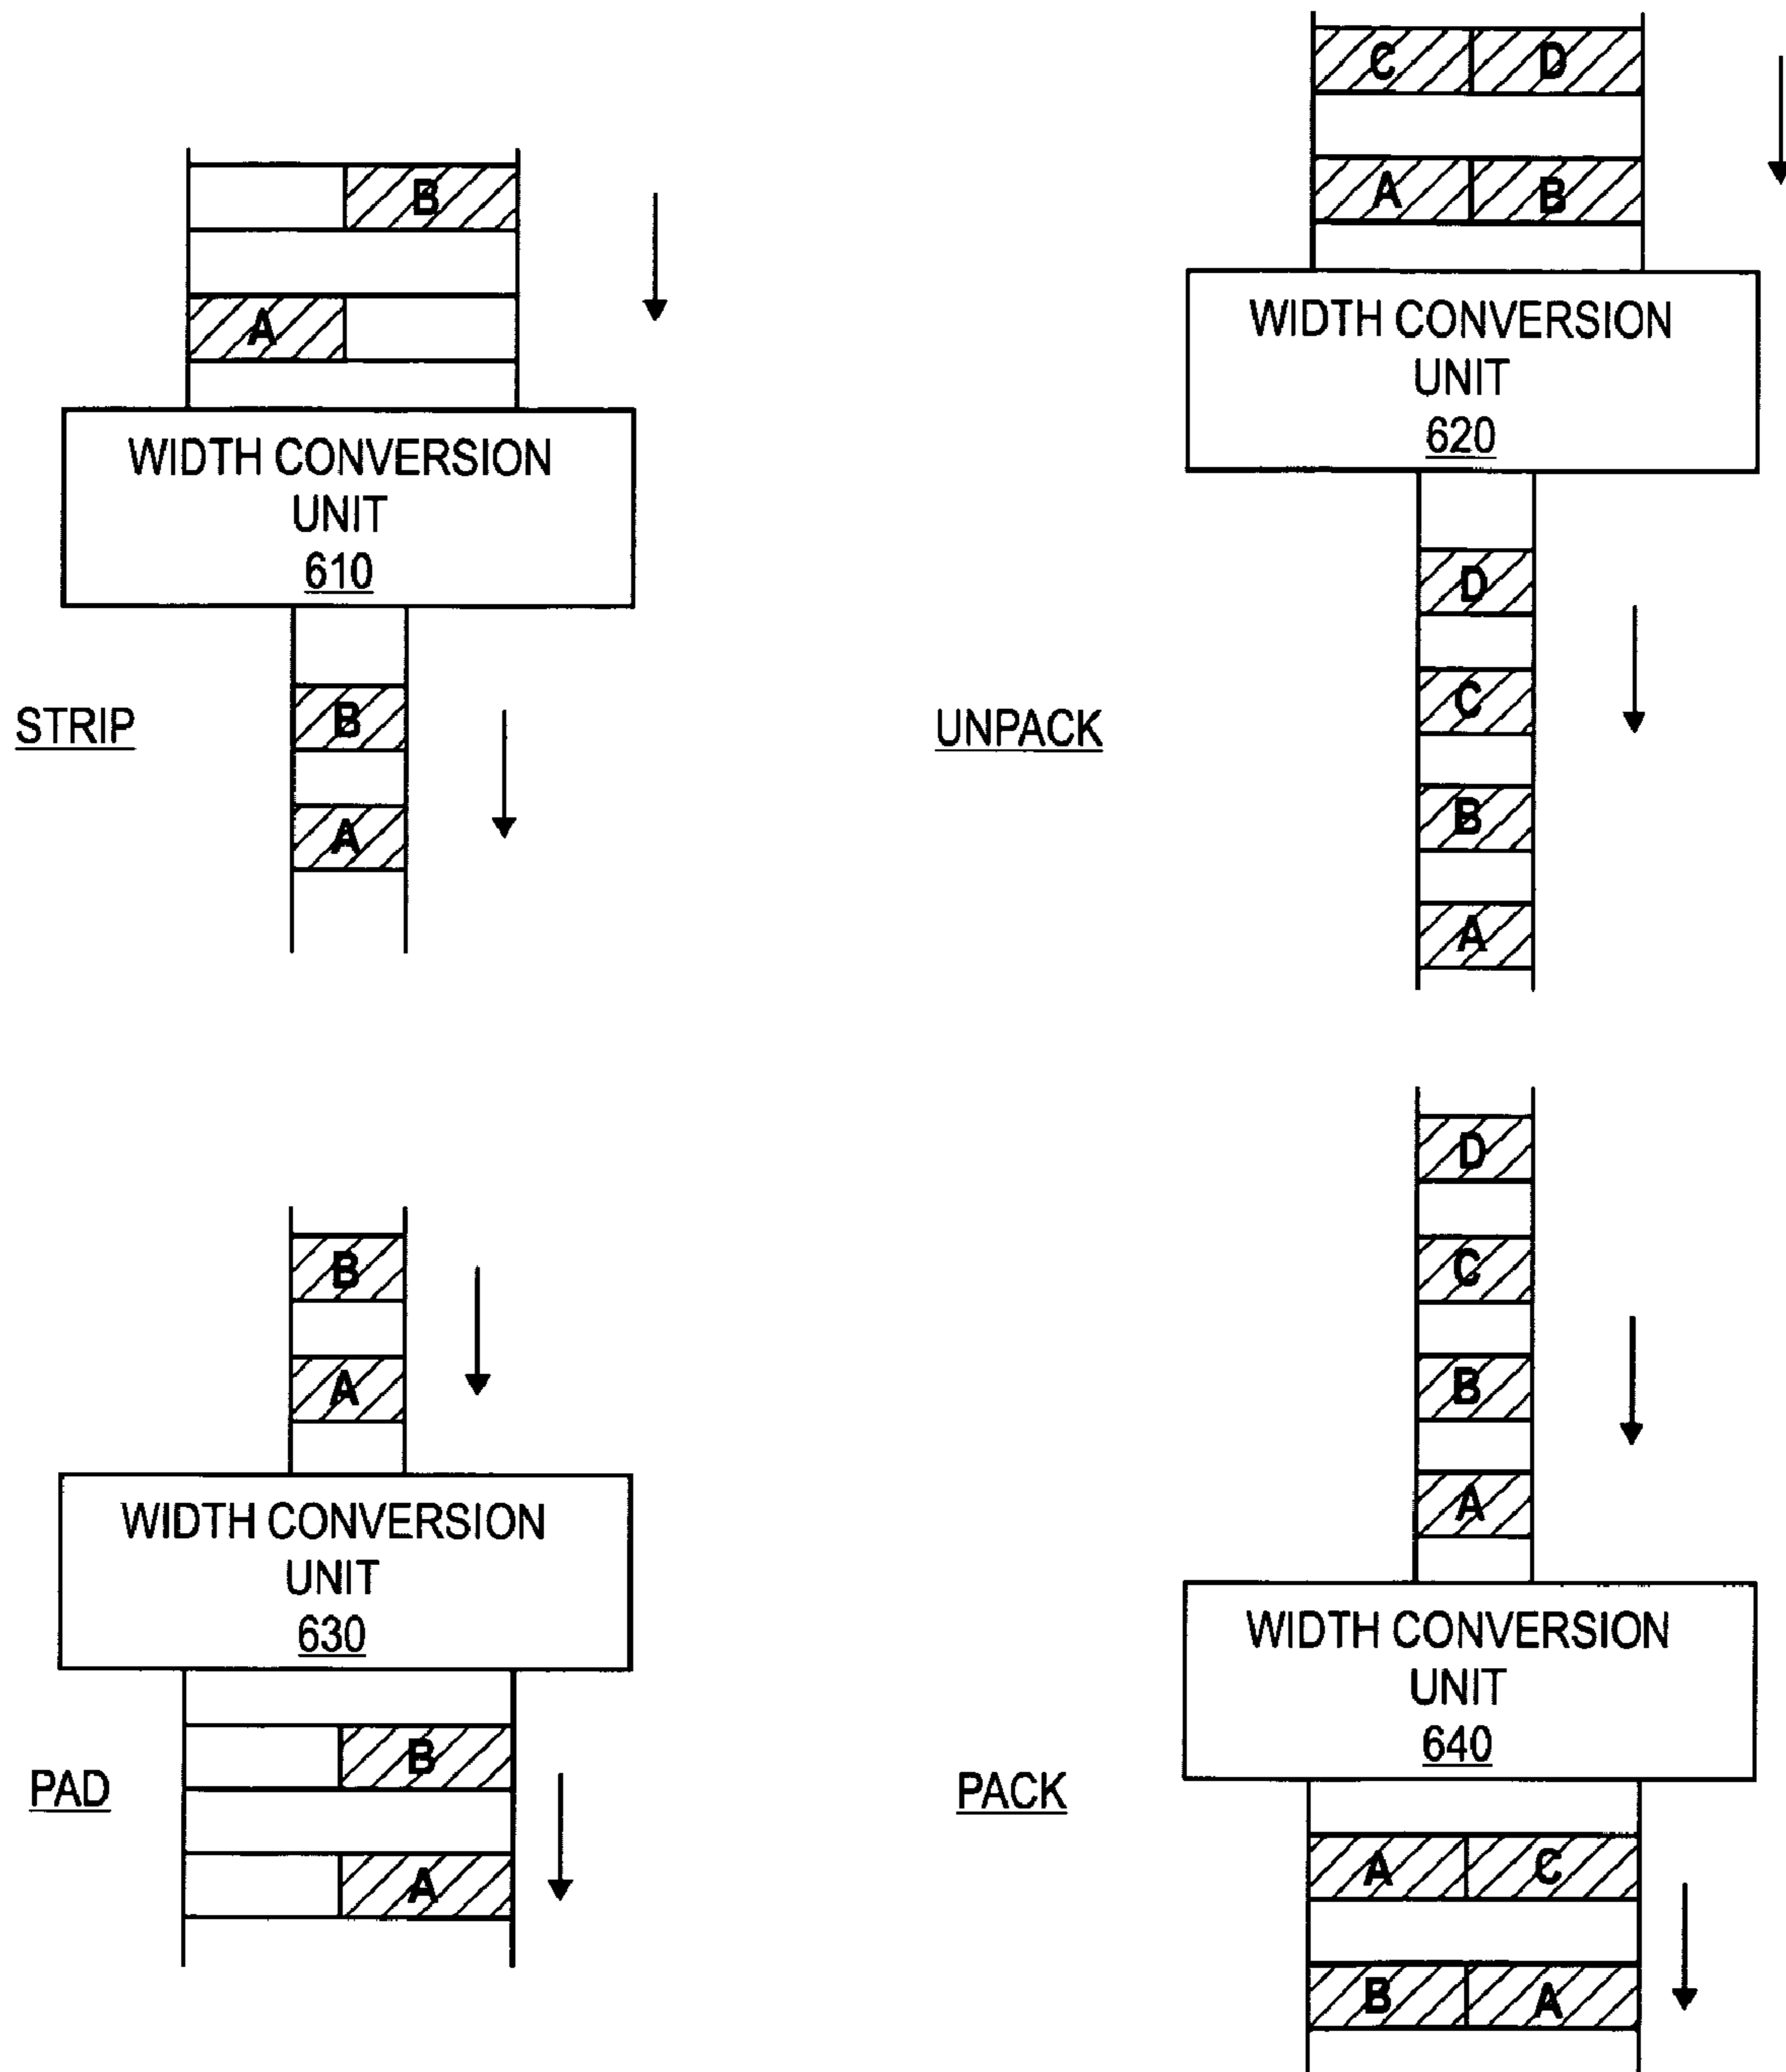 B
A
WIDTH CONVERSION
UNIT
610
STRIP
B
A
C D
A B
WIDTH CONVERSION
UNIT
620
UNPACK
D
C
B
A
B
A
WIDTH CONVERSION
UNIT
630
PAD
B
A
D
C
B
A
WIDTH CONVERSION
UNIT
640
PACK
A C
B A